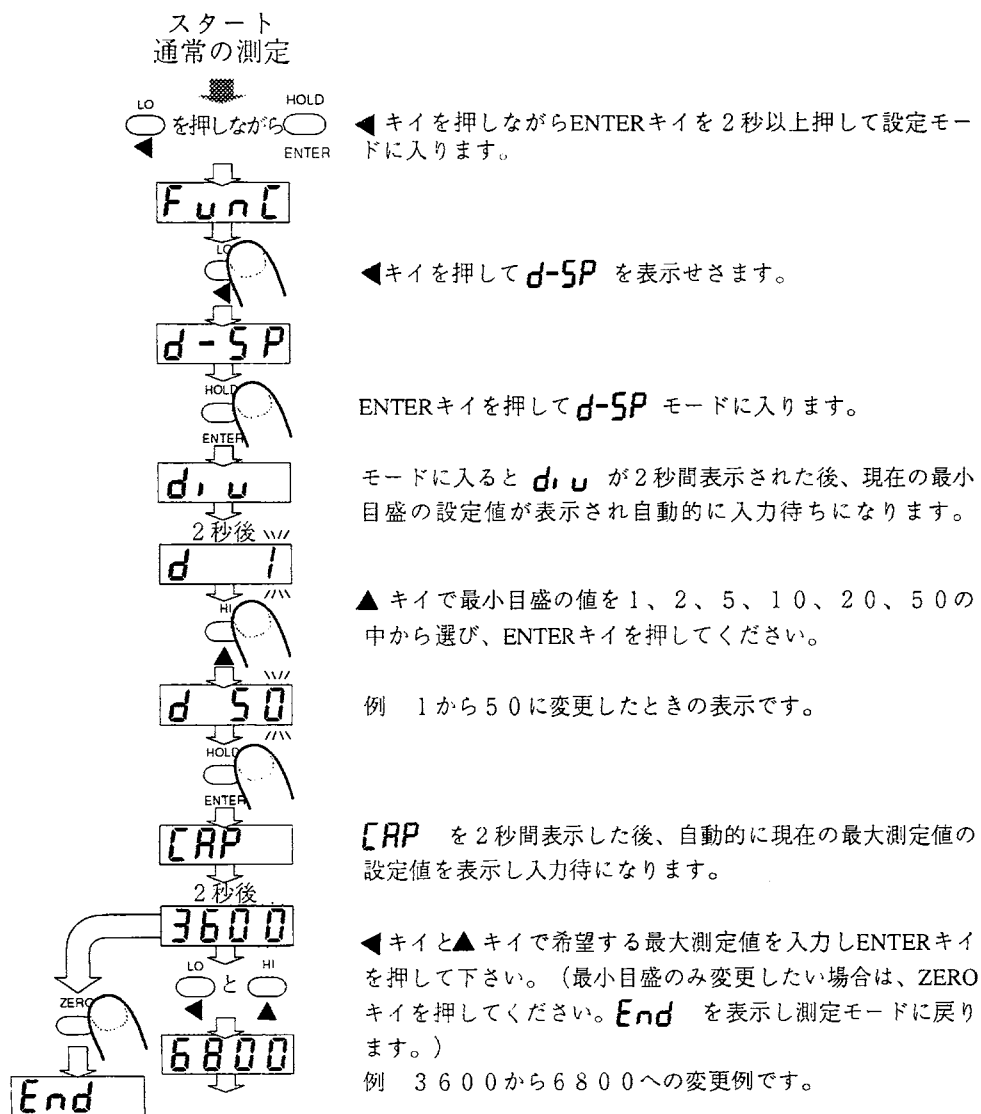 スタート
通常の測定
LO
HOLD
を押しながら
ENTER
◀ キイを押しながらENTERキイを２秒以上押して設定モー
ドに入ります。
FunC
LO
◀キイを押して d-SP を表示せさます。
d-SP
HOLD
ENTER
ENTERキイを押して d-SP モードに入ります。
div
モードに入ると div が２秒間表示された後、現在の最小
目盛の設定値が表示され自動的に入力待ちになります。
２秒後
d 1
HI
▲ キイで最小目盛の値を１、２、５、１０、２０、５０の
中から選び、ENTERキイを押してください。
d 50
例　１から５０に変更したときの表示です。
HOLD
ENTER
CAP
CAP を２秒間表示した後、自動的に現在の最大測定値の
設定値を表示し入力待になります。
２秒後
3600
◀キイと▲キイで希望する最大測定値を入力しENTERキイ
を押して下さい。（最小目盛のみ変更したい場合は、ZERO
キイを押してください。End を表示し測定モードに戻り
ます。）
LO と HI
ZERO
6800
例　３６００から６８００への変更例です。
End